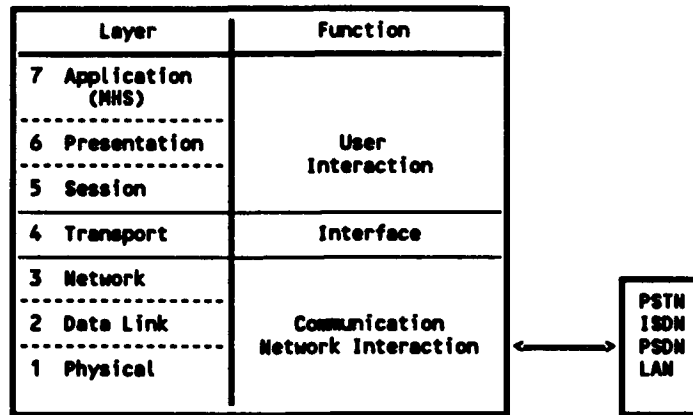 Layer Function
7 Application
(MHS)
6 Presentation
User
Interaction
5 Session
4 Transport Interface
3 Network
2 Data Link
Communication
Network Interaction
1 Physical
PSTN
ISDN
PSDN
LAN